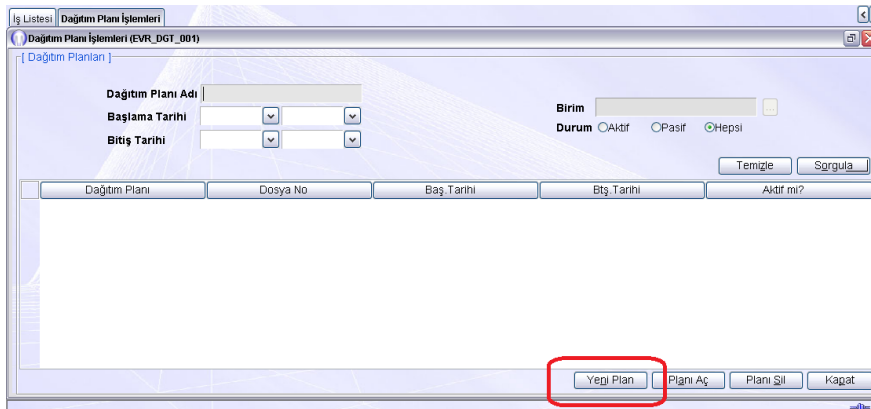 İş Listesi Dağıtım Planı İşlemleri
Dağıtım Planı İşlemleri (EVR_DGT_001)
[ Dağıtım Planları ]
Dağıtım Planı Adı
Birim ...
Başlama Tarihi
Durum Aktif Pasif Hepsi
Bitiş Tarihi
Temizle Sorgula
Dağıtım Planı Dosya No Baş.Tarihi Btş.Tarihi Aktif mi?
Yeni Plan Planı Aç Planı Sil Kapat